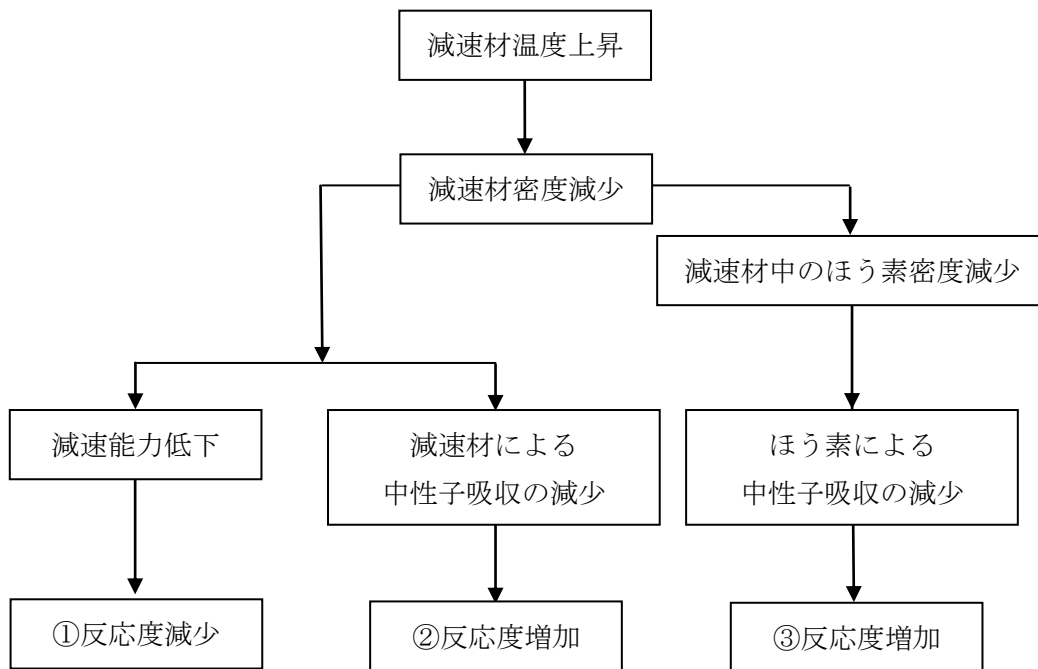 減速材温度上昇
減速材密度減少
減速材中のほう素密度減少
減速能力低下
減速材による
中性子吸収の減少
ほう素による
中性子吸収の減少
①反応度減少
②反応度増加
③反応度増加